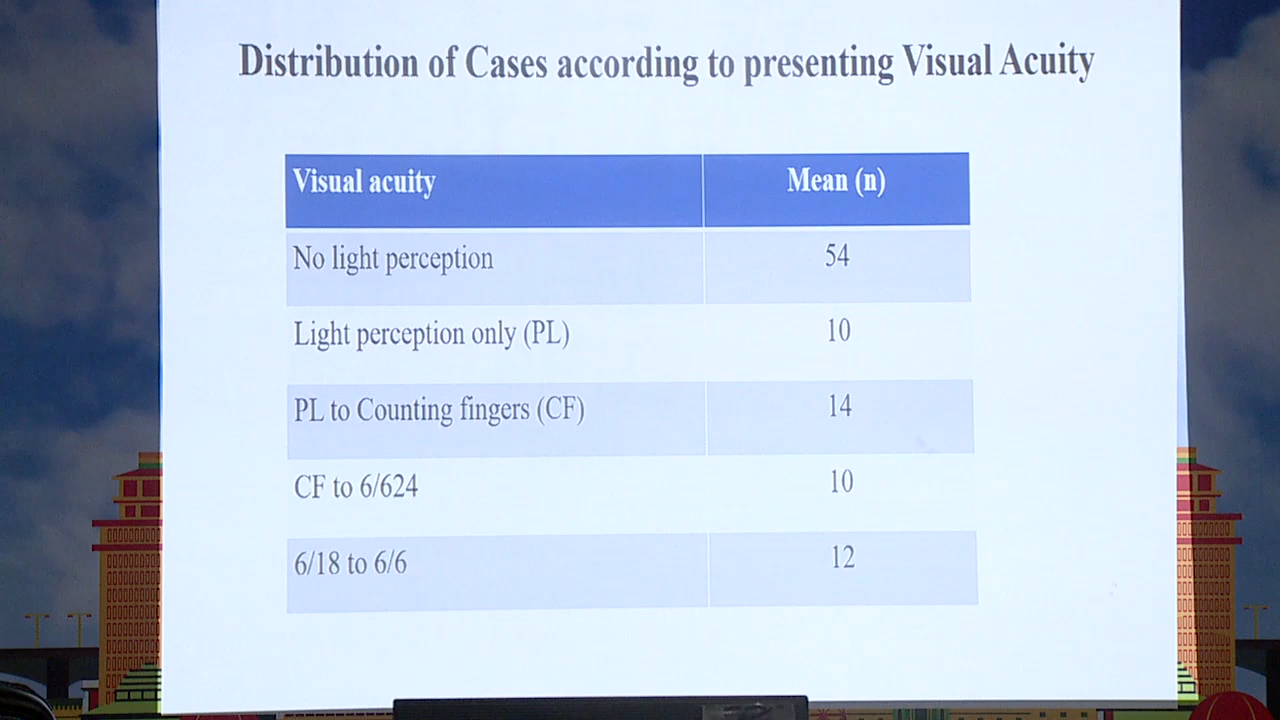 Distribution of Cases according to presenting Visual Acuity
Visual acuity Mean (n)
No light perception 54
Light perception only (PL) 10
PL to Counting fingers (CF) 14
CF to 6/624 10
6/18 to 6/6 12